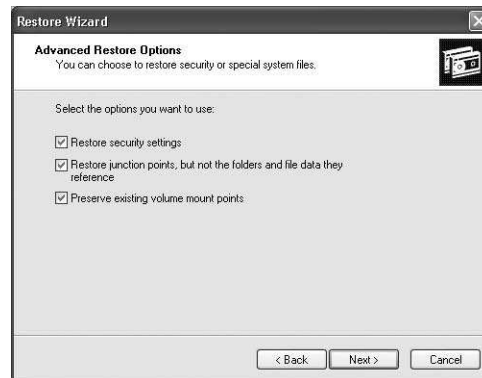 Restore Wizard
Advanced Restore Options
You can choose to restore security or special system files.
Select the options you want to use:
Restore security settings
Restore junction points, but not the folders and file data they
reference
Preserve existing volume mount points
< Back
Next >
Cancel